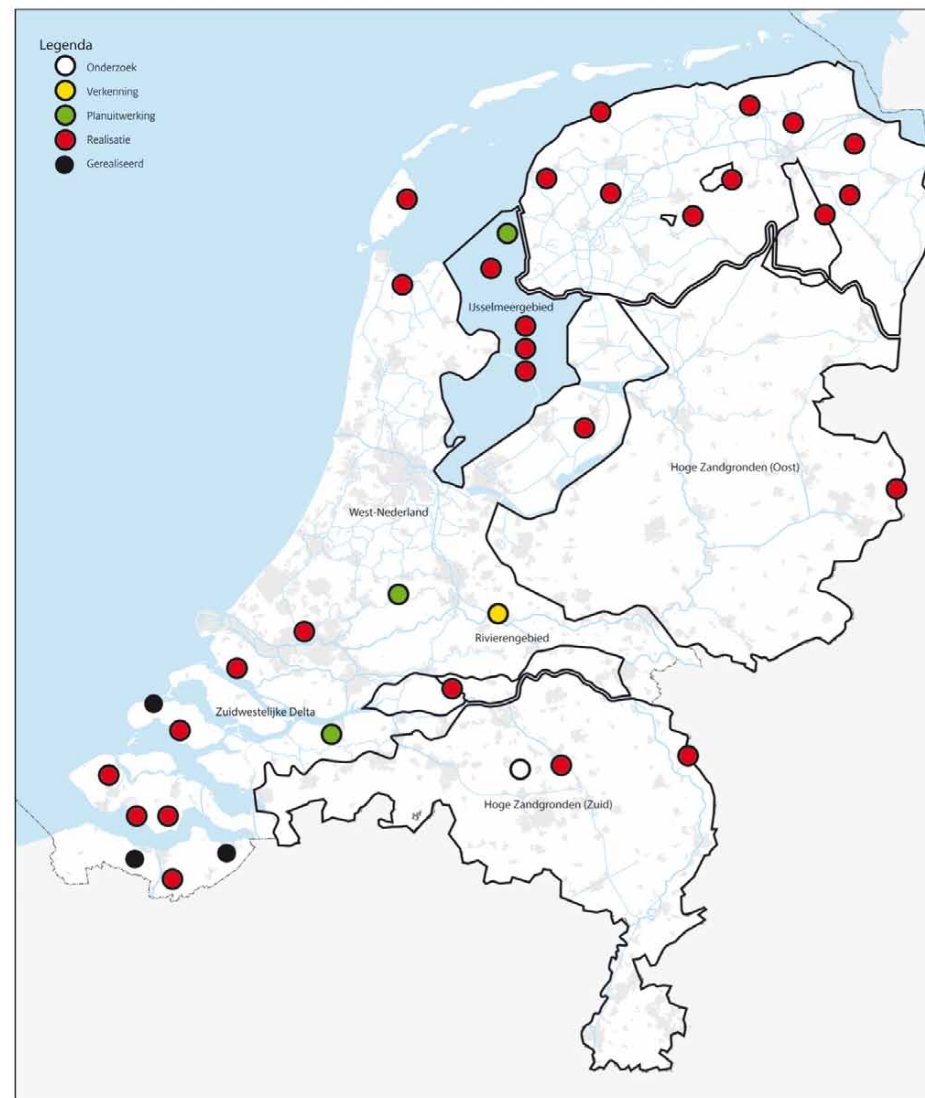 Legenda
Onderzoek
Verkenning
Planuitwerking
Realisatie
Gerealiseerd
IJsselmeergebied
Hoge Zandgronden (Oost)
West-Nederland
Rivierengebied
Zuidwestelijke Delta
Hoge Zandgronden (Zuid)